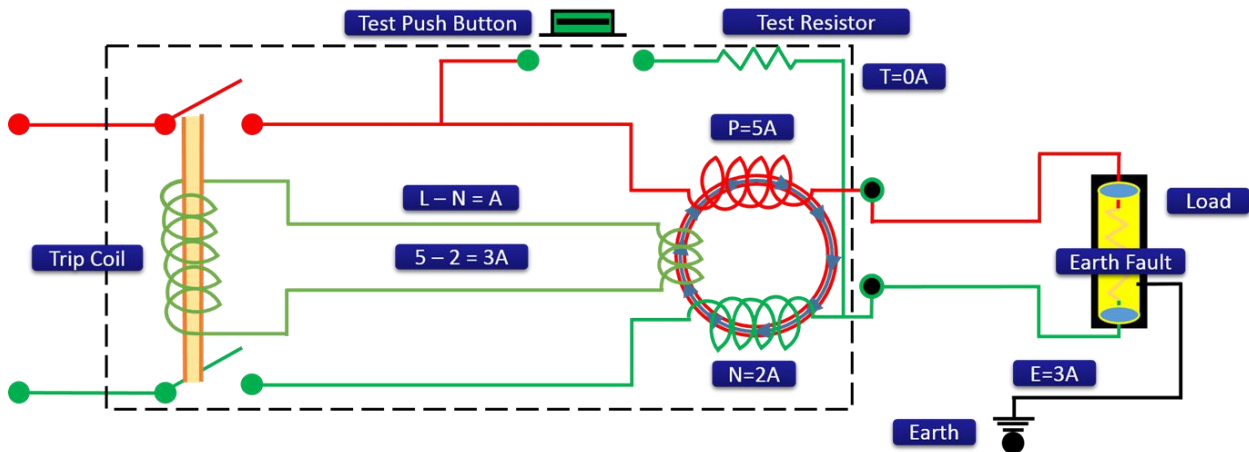 Test Push Button
Test Resistor
T=0A
P=5A
L – N = A
Load
Trip Coil
5 – 2 = 3A
Earth Fault
N=2A
E=3A
Earth